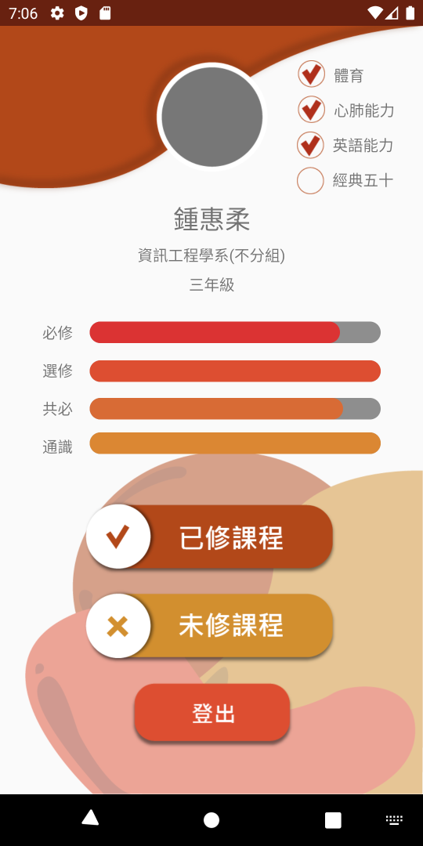 7:06
體育
心肺能力
英語能力
經典五十
鍾惠柔
資訊工程學系(不分組)
三年級
必修
選修
共必
通識
已修課程
未修課程
登出